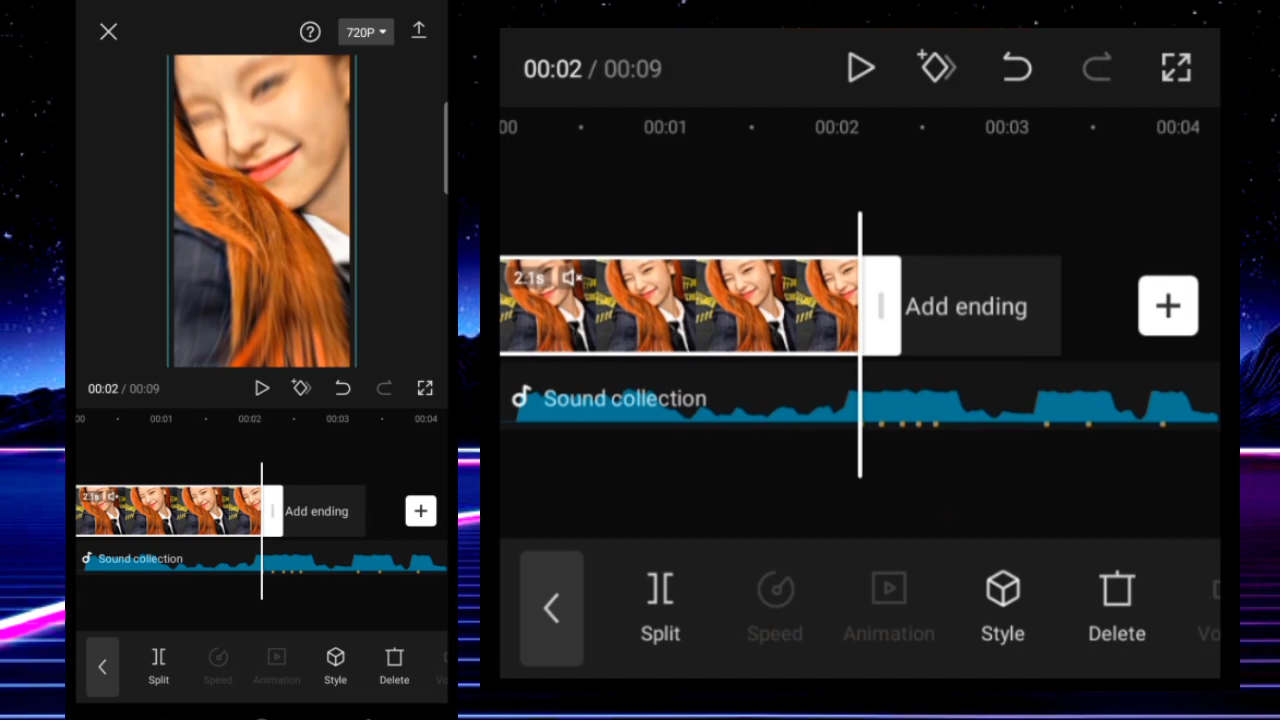 720P
00:02 / 00:09
00 00:01 00:02 00:03 00:04
2.1s
Add ending
Sound collection
Split Speed Animation Style Delete
00:02 / 00:09
00 00:01 00:02 00:03 00:04
2.1s
Add ending
Sound collection
Split Speed Animation Style Delete